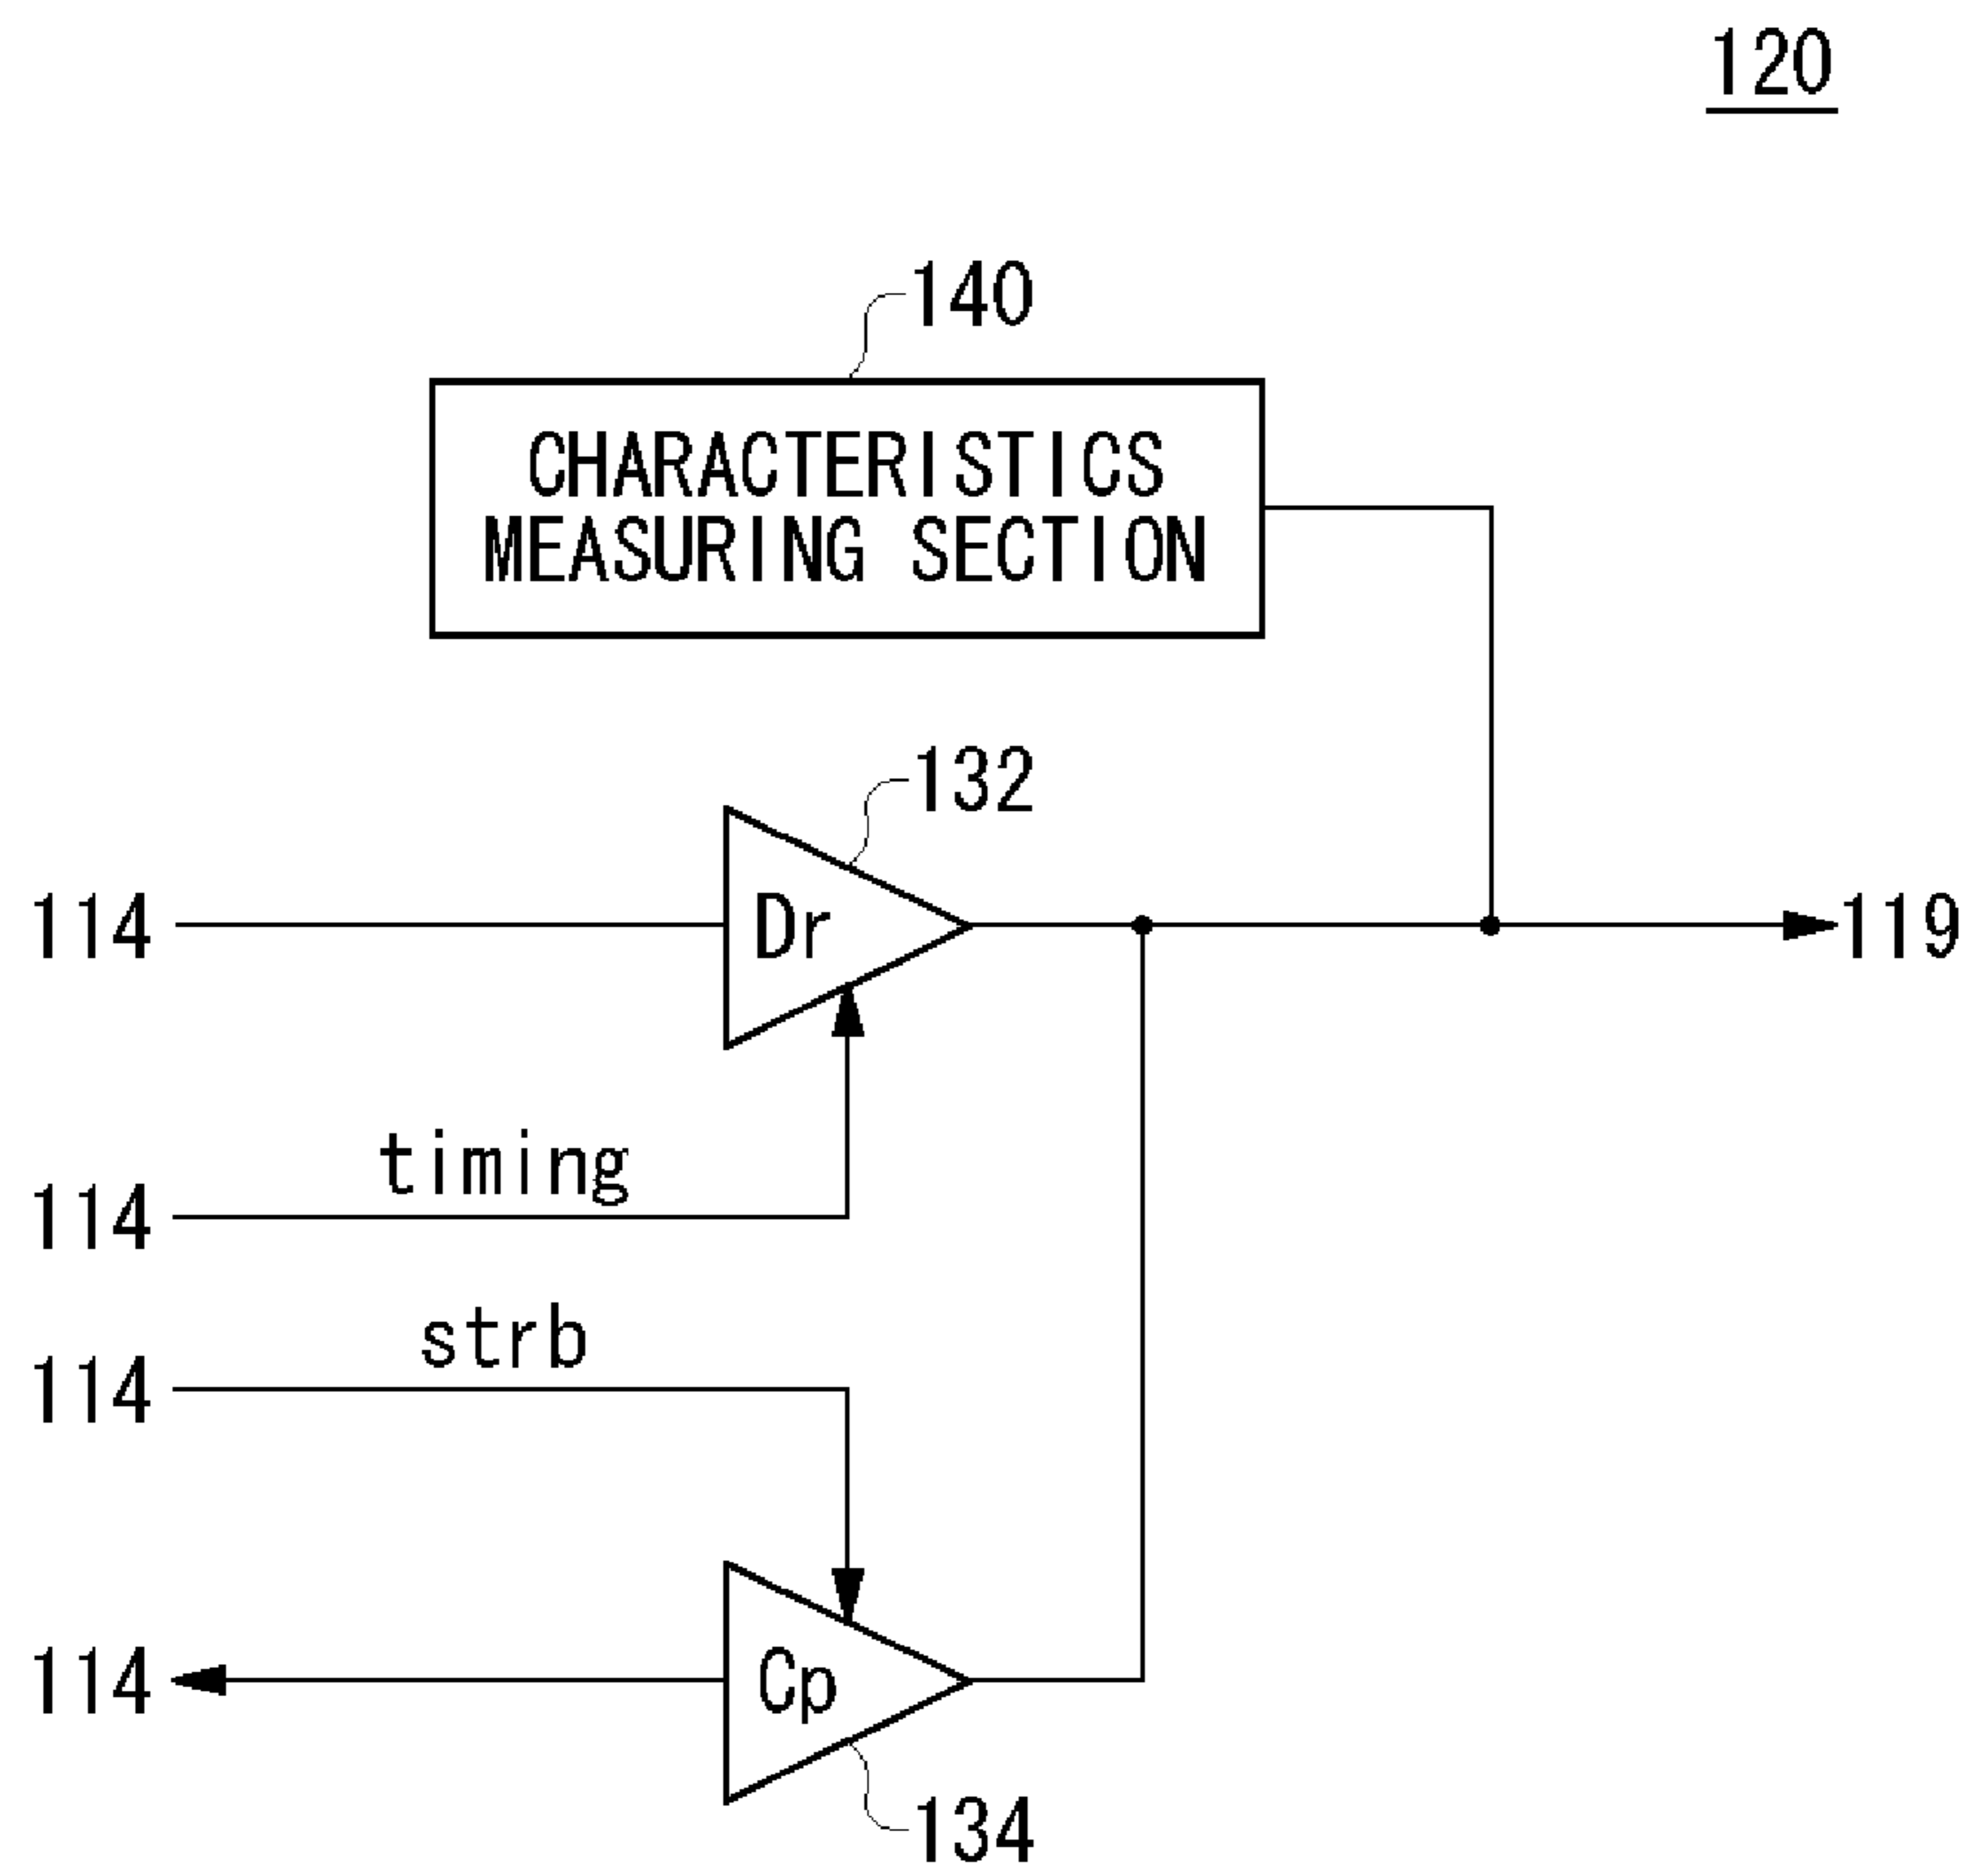 120
140
CHARACTERISTICS
MEASURING SECTION
132
114
Dr
119
timing
114
strb
114
114
Cp
134